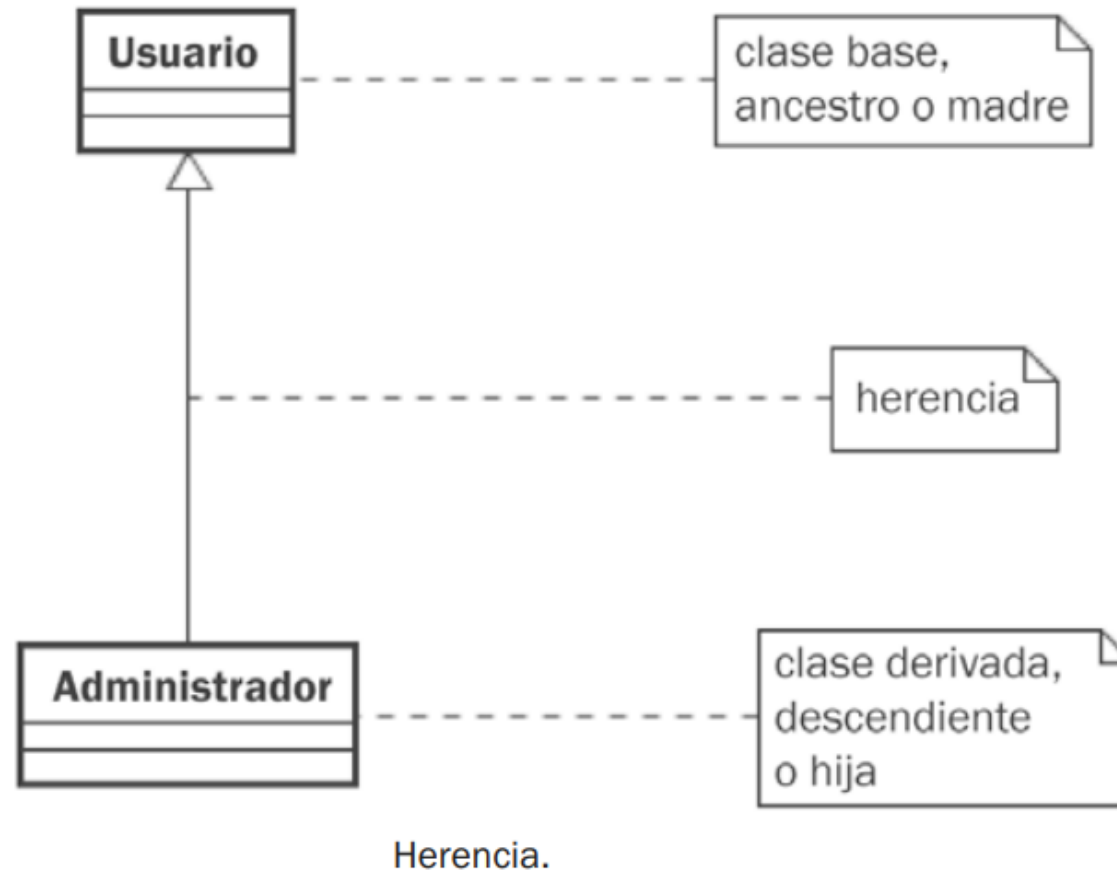 Usuario
clase base,
ancestro o madre
herencia
Administrador
clase derivada,
descendiente
o hija
Herencia.